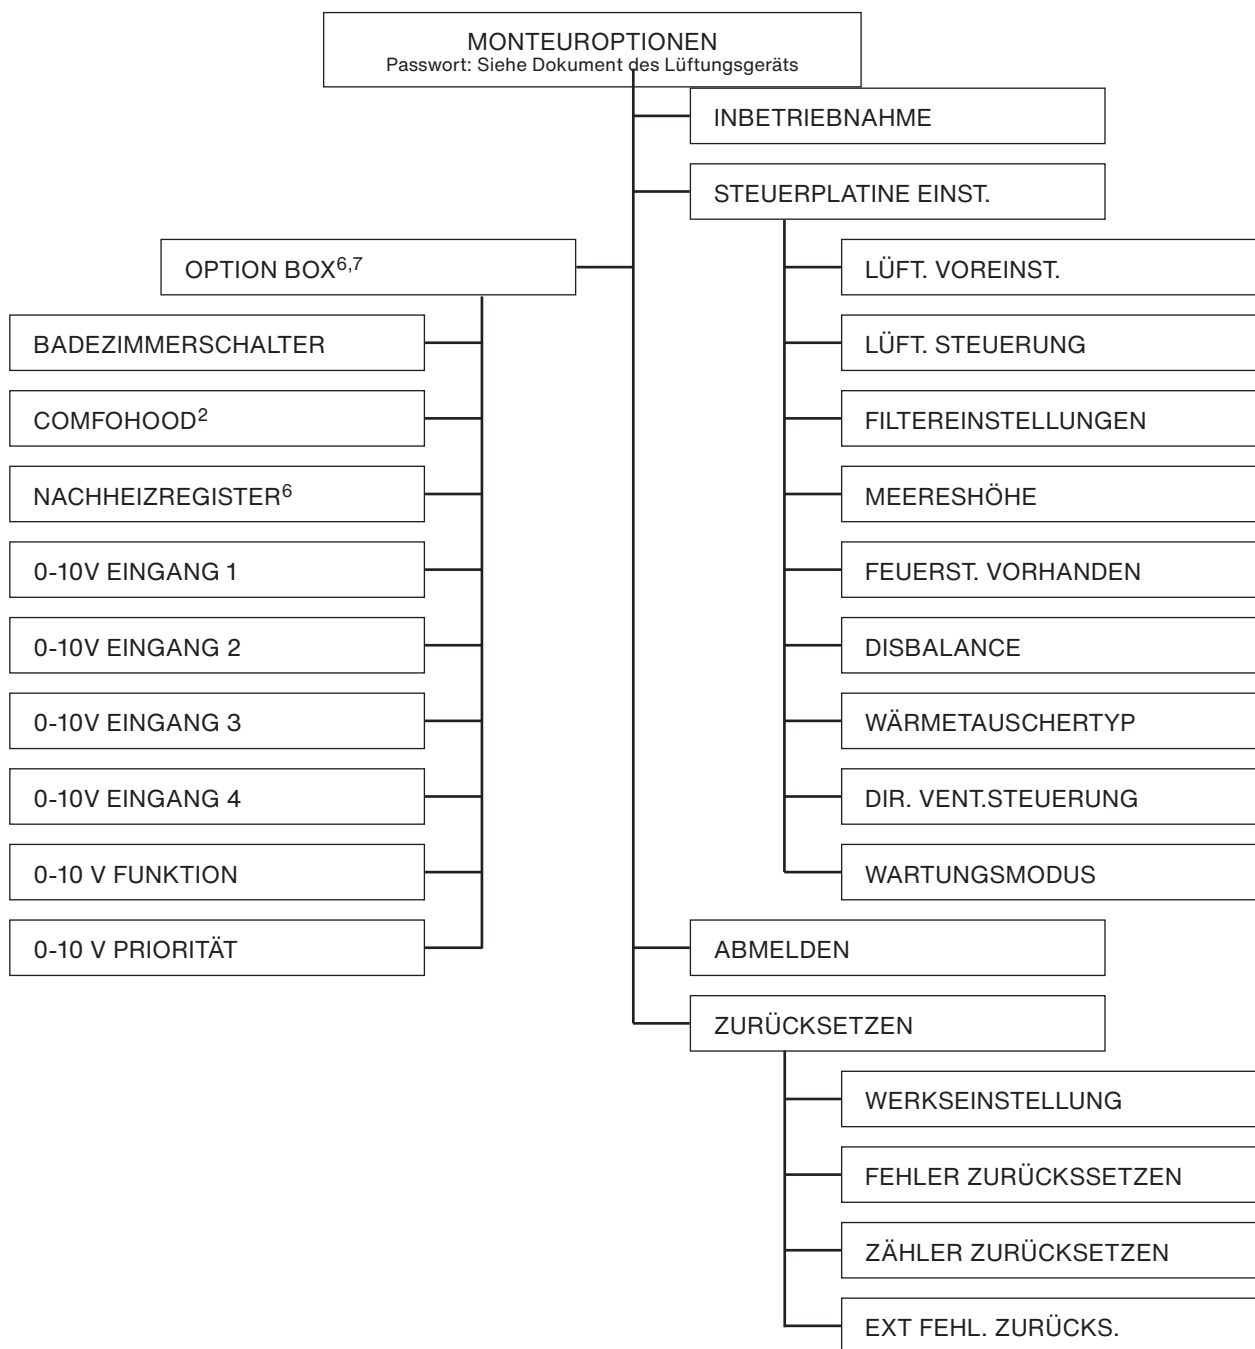 MONTEUROPTIONEN
Passwort: Siehe Dokument des Lüftungsgeräts
INBETRIEBNAHME
STEUERPLATINE EINST.
LÜFT. VOREINST.
LÜFT. STEUERUNG
FILTEREINSTELLUNGEN
MEERESHÖHE
FEUERST. VORHANDEN
DISBALANCE
WÄRMETAUSCHERTYP
DIR. VENT.STEUERUNG
WARTUNGSMODUS
OPTION BOX6,7
BADEZIMMERSCHALTER
COMFOHOOD2
NACHHEIZREGISTER6
0-10V EINGANG 1
0-10V EINGANG 2
0-10V EINGANG 3
0-10V EINGANG 4
0-10 V FUNKTION
0-10 V PRIORITÄT
ABMELDEN
ZURÜCKSETZEN
WERKSEINSTELLUNG
FEHLER ZURÜCKSSETZEN
ZÄHLER ZURÜCKSETZEN
EXT FEHL. ZURÜCKS.